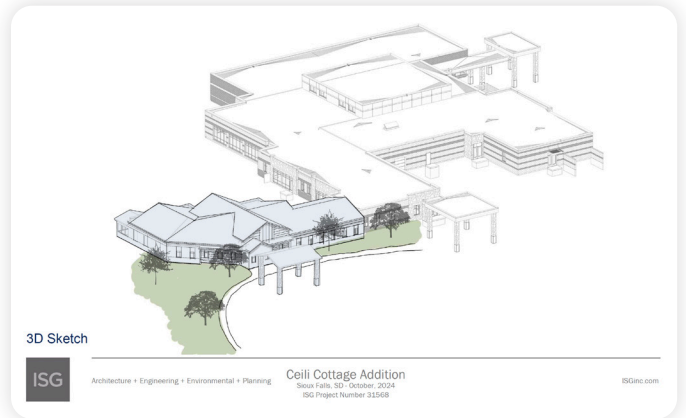 3D Sketch
ISG
Architecture + Engineering + Environmental + Planning
Ceili Cottage Addition
Sioux Falls, SD - October, 2024
ISG Project Number 31568
ISGinc.com